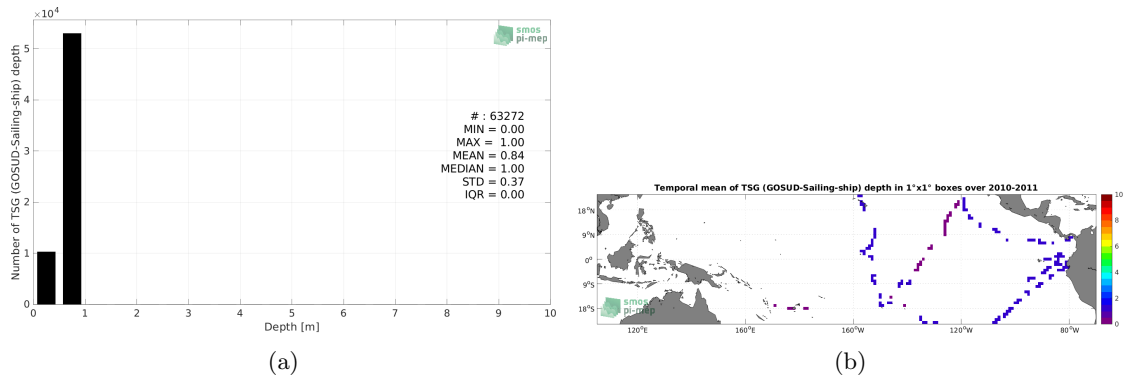 ×10⁴
5
4
3
2
1
0
Number of TSG (GOSUD-Sailing-ship) depth
smos
pi-mep
# : 63272
MIN = 0.00
MAX = 1.00
MEAN = 0.84
MEDIAN = 1.00
STD = 0.37
IQR = 0.00
0 1 2 3 4 5 6 7 8 9 10
Depth [m]
(a)
Temporal mean of TSG (GOSUD-Sailing-ship) depth in 1°x1° boxes over 2010-2011
18°N
9°N
0°
9°S
18°S
smos
pi-mep
120°E 160°E 160°W 120°W 80°W
10
8
6
4
2
0
(b)